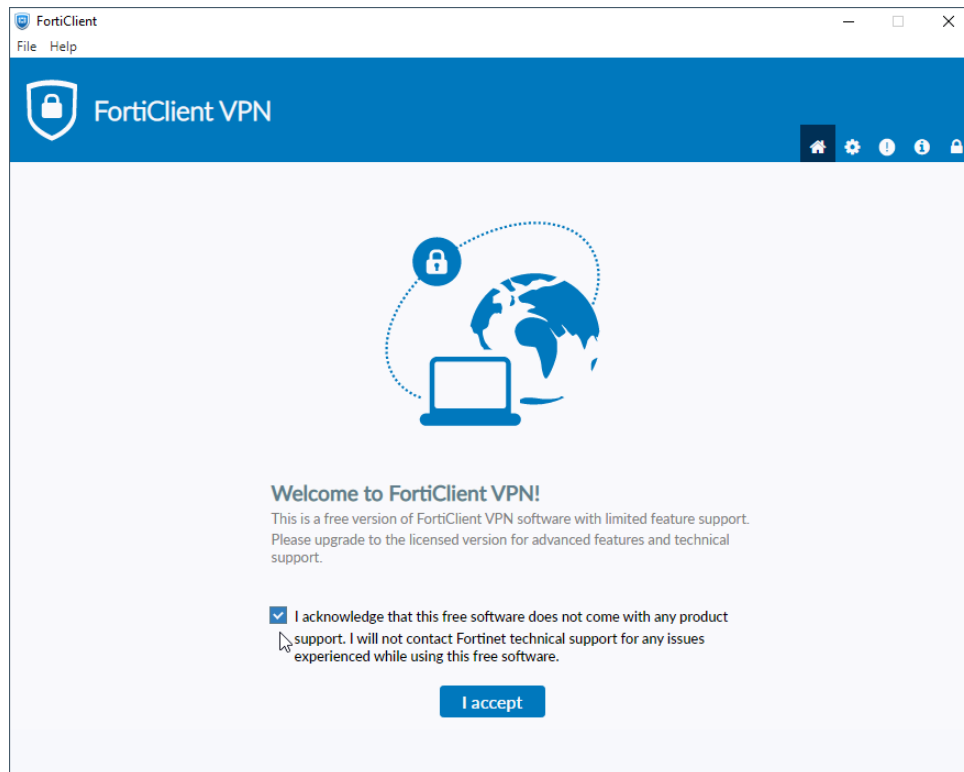 FortiClient
File Help
FortiClient VPN
Welcome to FortiClient VPN!
This is a free version of FortiClient VPN software with limited feature support.
Please upgrade to the licensed version for advanced features and technical
support.
I acknowledge that this free software does not come with any product
support. I will not contact Fortinet technical support for any issues
experienced while using this free software.
I accept